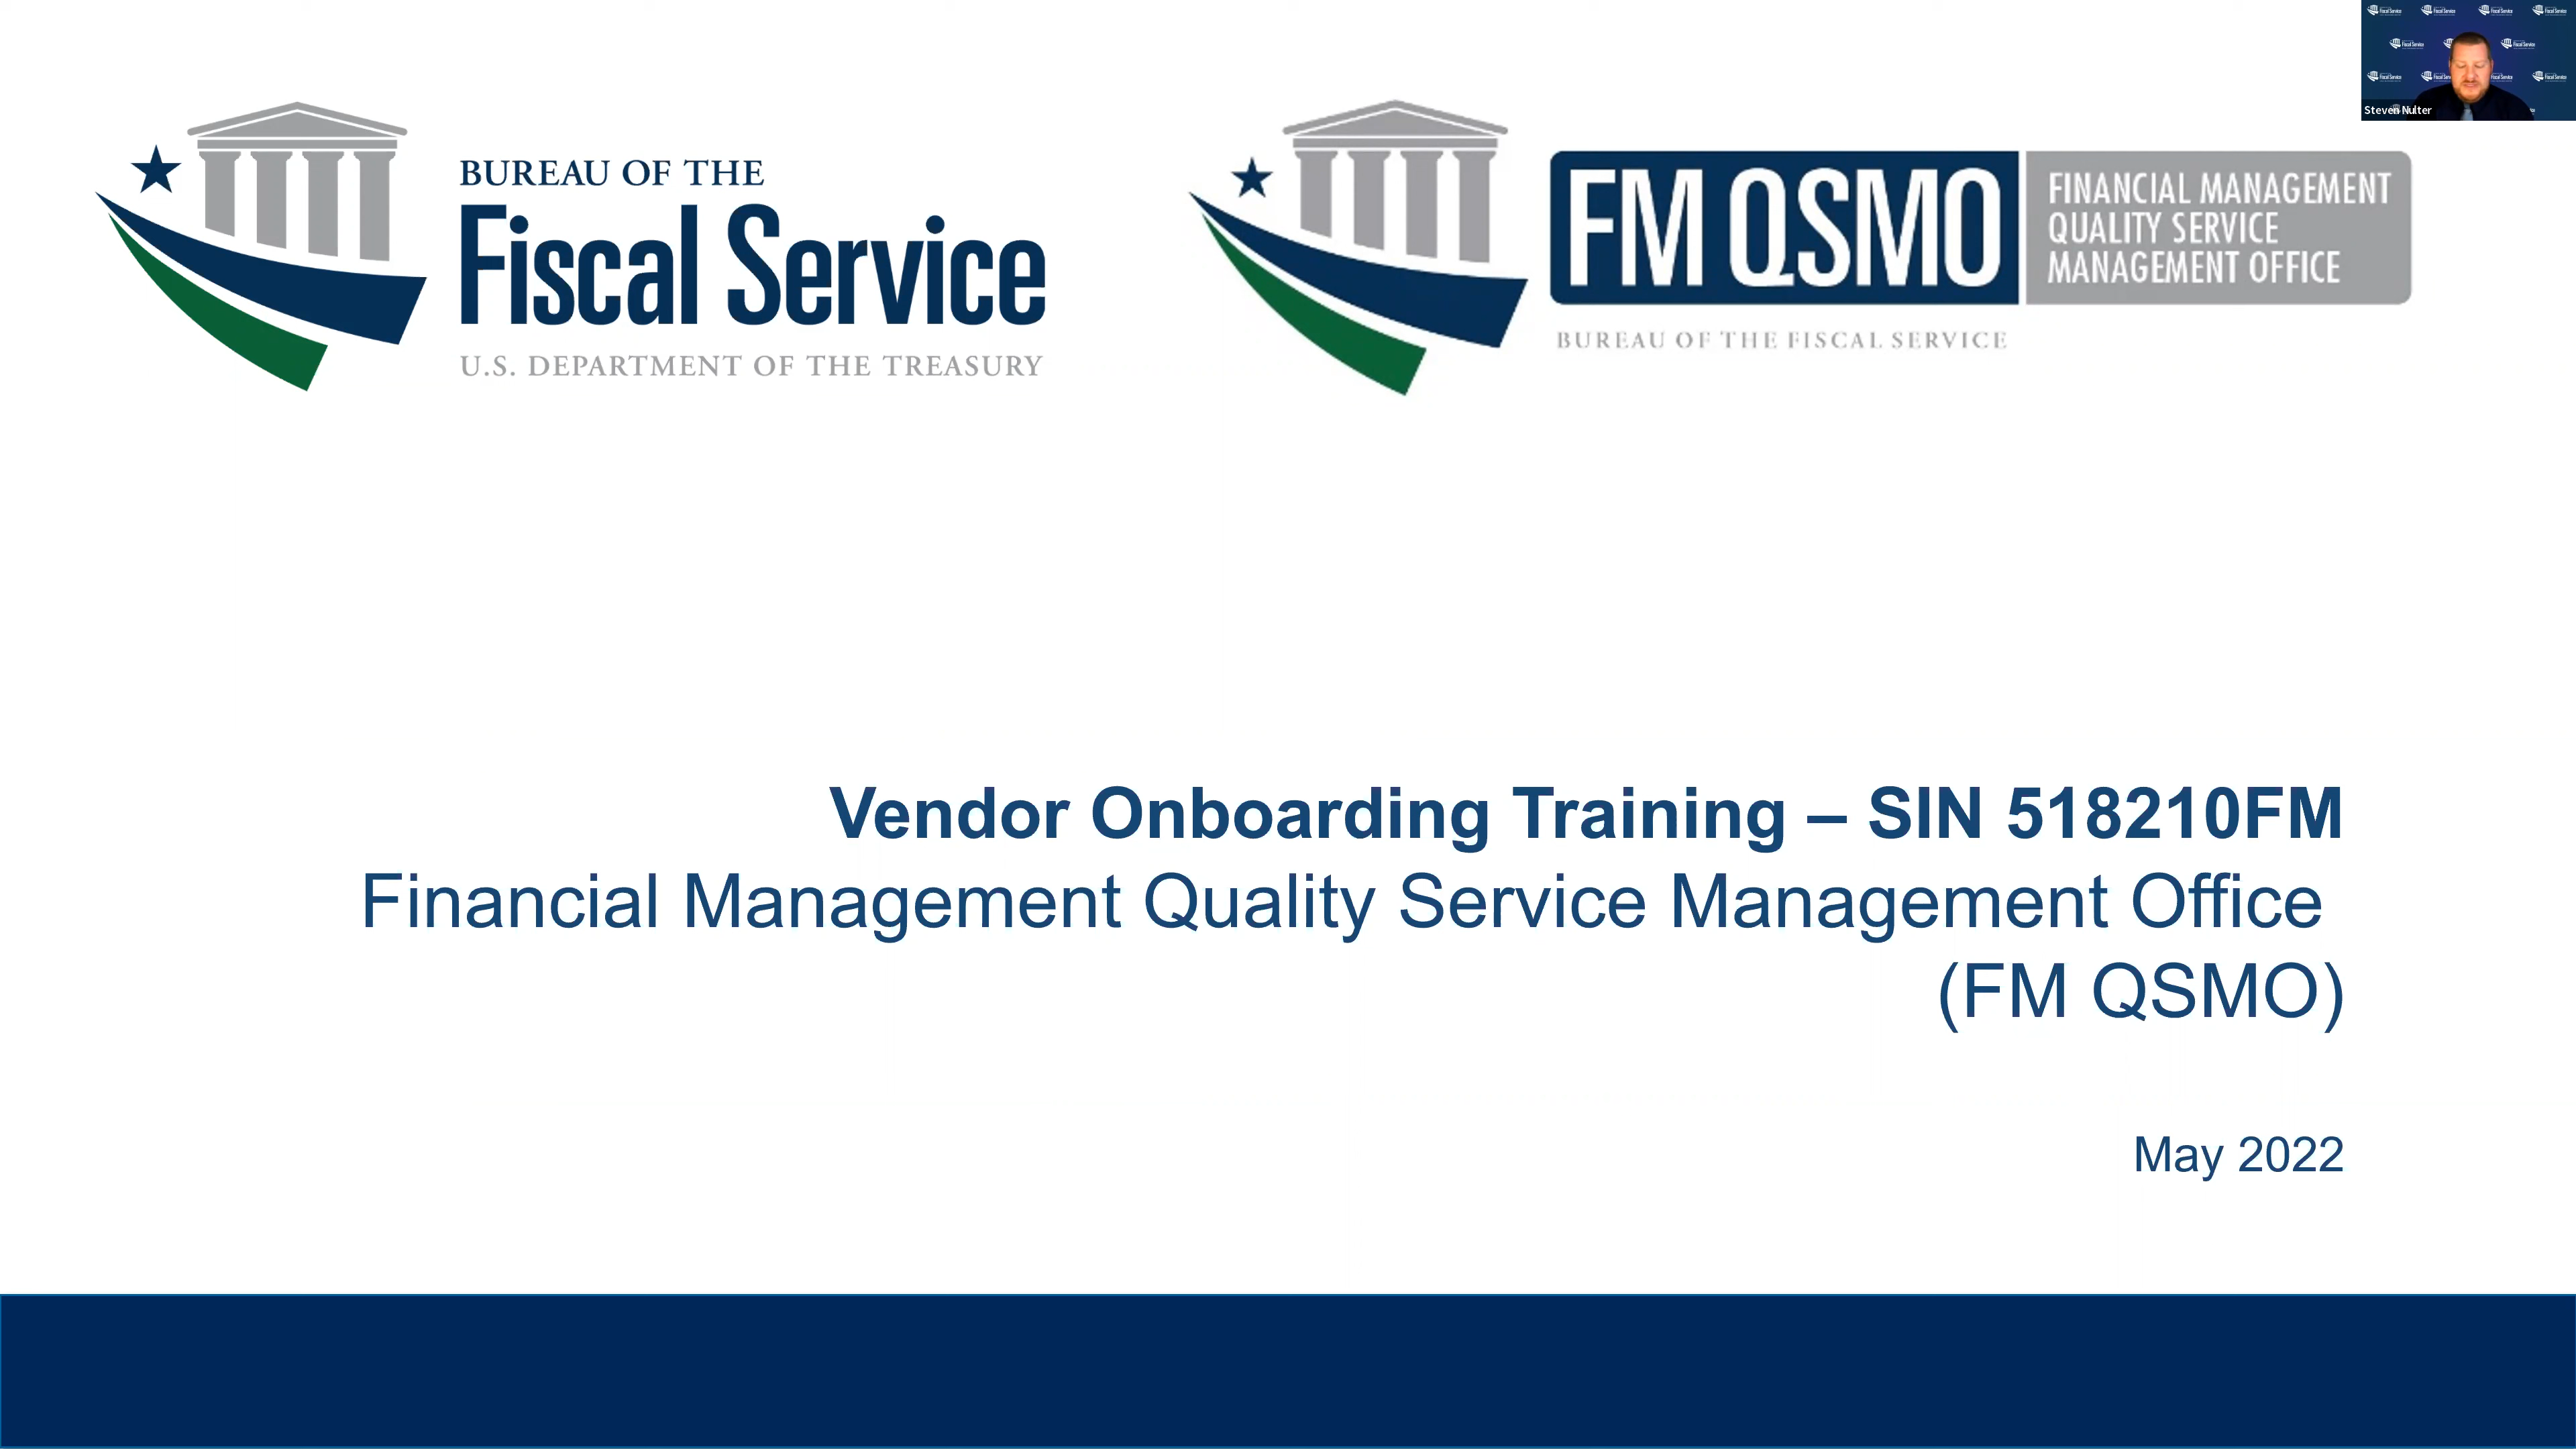 BUREAU OF THE
Fiscal Service
U.S. DEPARTMENT OF THE TREASURY
FM QSMO
FINANCIAL MANAGEMENT
QUALITY SERVICE
MANAGEMENT OFFICE
BUREAU OF THE FISCAL SERVICE
Steven Nulter
Vendor Onboarding Training – SIN 518210FM
Financial Management Quality Service Management Office
(FM QSMO)
May 2022